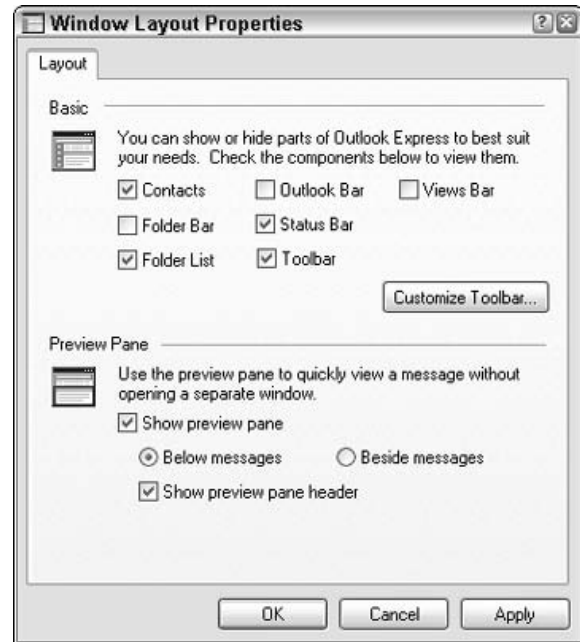 Window Layout Properties
Layout
Basic
You can show or hide parts of Outlook Express to best suit
your needs. Check the components below to view them.
Contacts Outlook Bar Views Bar
Folder Bar Status Bar
Folder List Toolbar
Customize Toolbar...
Preview Pane
Use the preview pane to quickly view a message without
opening a separate window.
Show preview pane
Below messages Beside messages
Show preview pane header
OK Cancel Apply